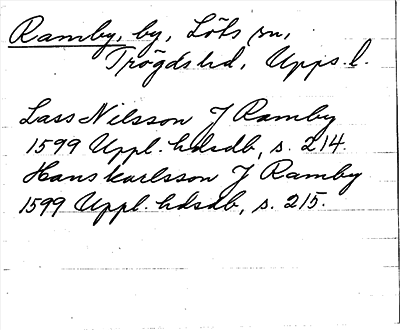 Ramby, by, Löts sn,
Trögds hd, Upps. l.
Lass Nilsson J Ramby
1599 Uppl. hdsdb, s. 214.
Hans Karlsson J Ramby
1599 Uppl. hdsdb, s. 215.